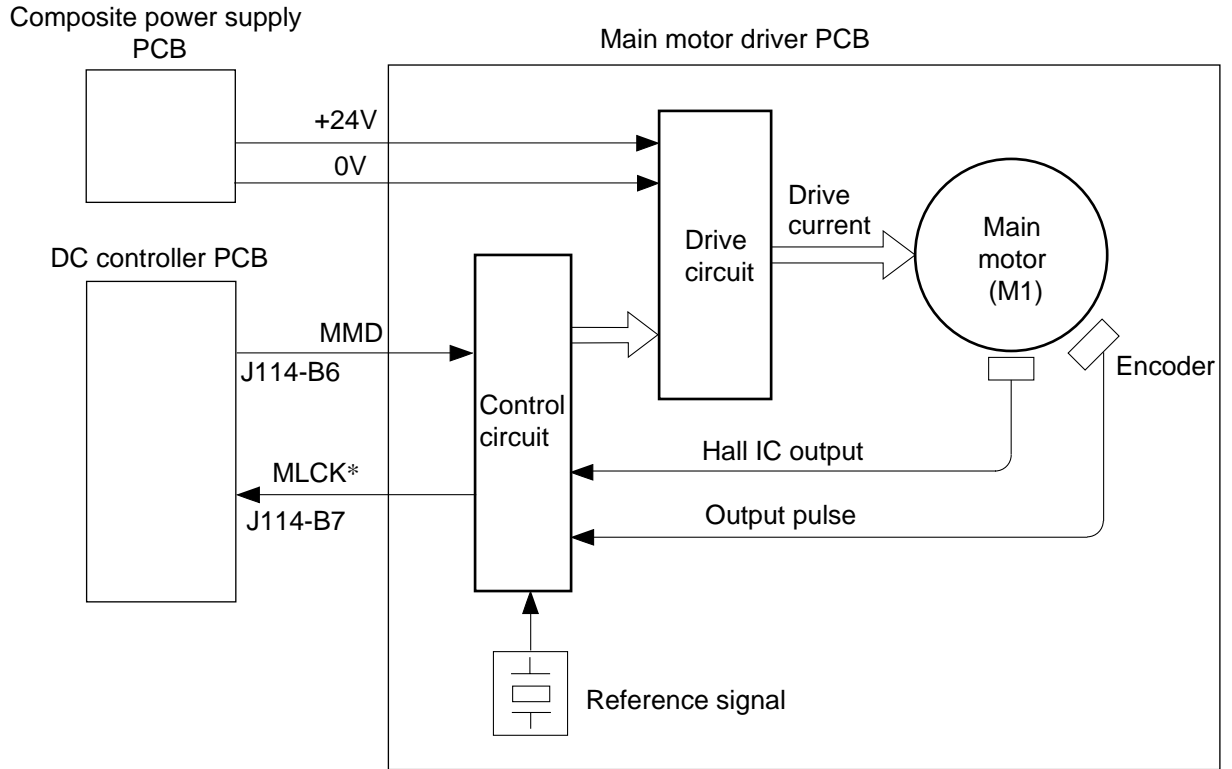 Composite power supply
PCB
Main motor driver PCB
+24V
0V
Drive
current
Main
motor
(M1)
Drive
circuit
DC controller PCB
MMD
J114-B6
Encoder
Control
circuit
Hall IC output
MLCK*
J114-B7
Output pulse
Reference signal